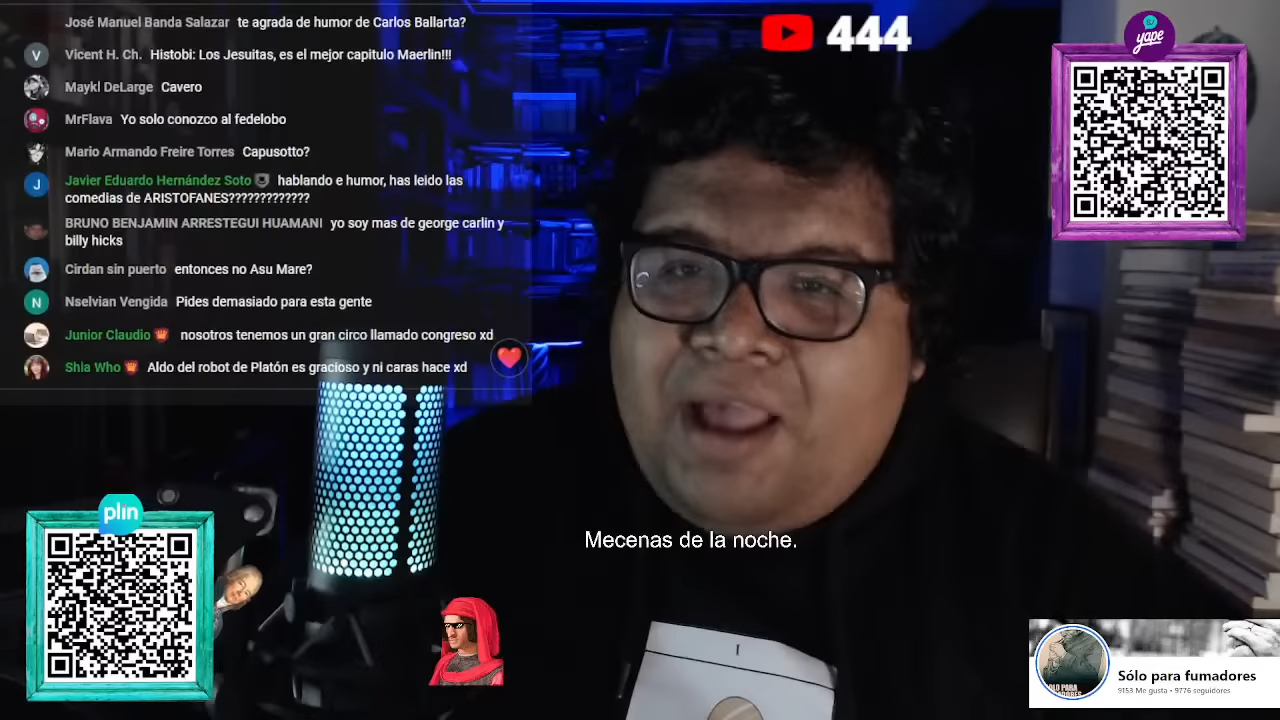 José Manuel Banda Salazar te agrada de humor de Carlos Ballarta?
V Vicent H. Ch. Histobi: Los Jesuitas, es el mejor capitulo Maerlin!!!
Maykl DeLarge Cavero
MrFlava Yo solo conozco al fedelobo
Mario Armando Freire Torres Capusotto?
J Javier Eduardo Hernández Soto hablando e humor, has leido las
comedias de ARISTOFANES????????????
BRUNO BENJAMIN ARRESTEGUI HUAMANI yo soy mas de george carlin y
billy hicks
Cirdan sin puerto entonces no Asu Mare?
N Nselvian Vengida Pides demasiado para esta gente
Junior Claudio nosotros tenemos un gran circo llamado congreso xd
Shia Who Aldo del robot de Platón es gracioso y ni caras hace xd
444
yape
plin
Mecenas de la noche.
I
SÓLO PARA
FUMADORES
Sólo para fumadores
9153 Me gusta • 9776 seguidores